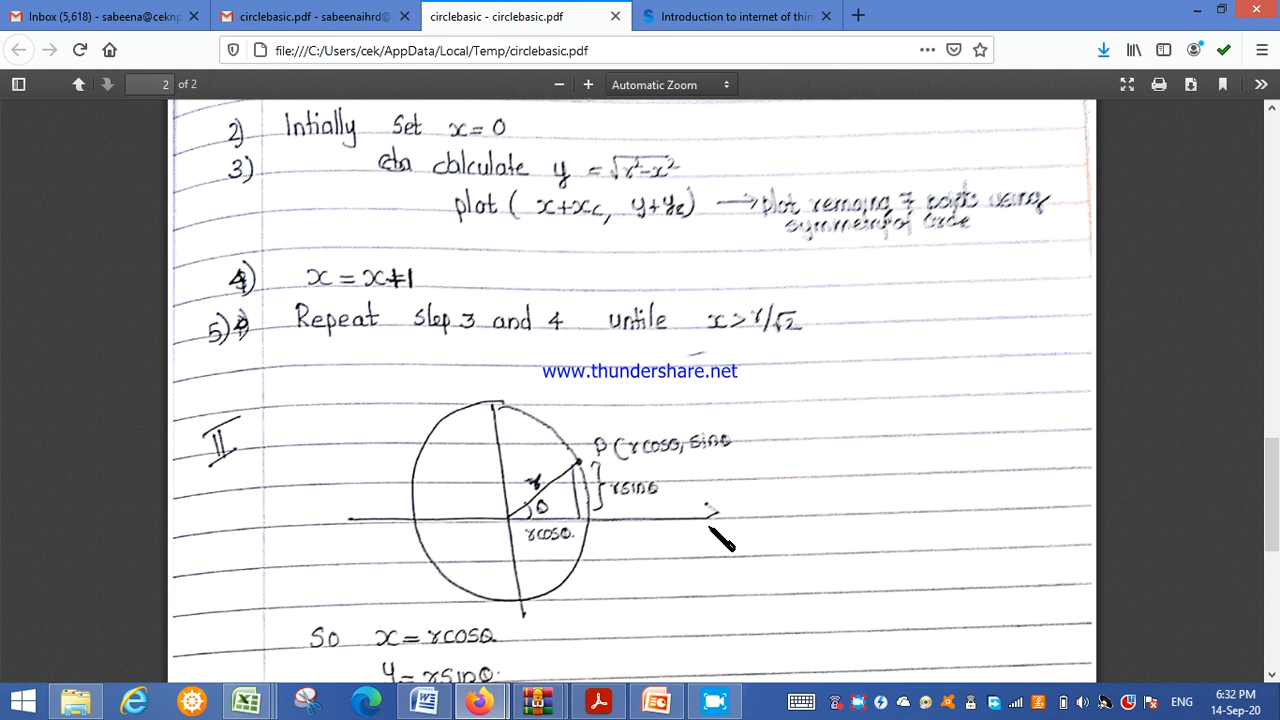 Inbox (5,618) - sabeena@cekn
circlebasic.pdf - sabeenaihrd@
circlebasic - circlebasic.pdf
Introduction to internet of thin
file:///C:/Users/cek/AppData/Local/Temp/circlebasic.pdf
2 of 2
Automatic Zoom
2) Intially Set x = 0
3) calculate y = √r²-x²
plot ( x+xc, y+yc) → plot remaing 7 points using
symmetry of circle
4) x = x+1
5) Repeat step 3 and 4 untile x > r/√2
www.thundershare.net
II
P (rcosθ, sinθ
r
rsinθ
θ
rcosθ.
So x = rcosθ.
y = rsinθ.
ENG
6:32 PM
14-Sep-20